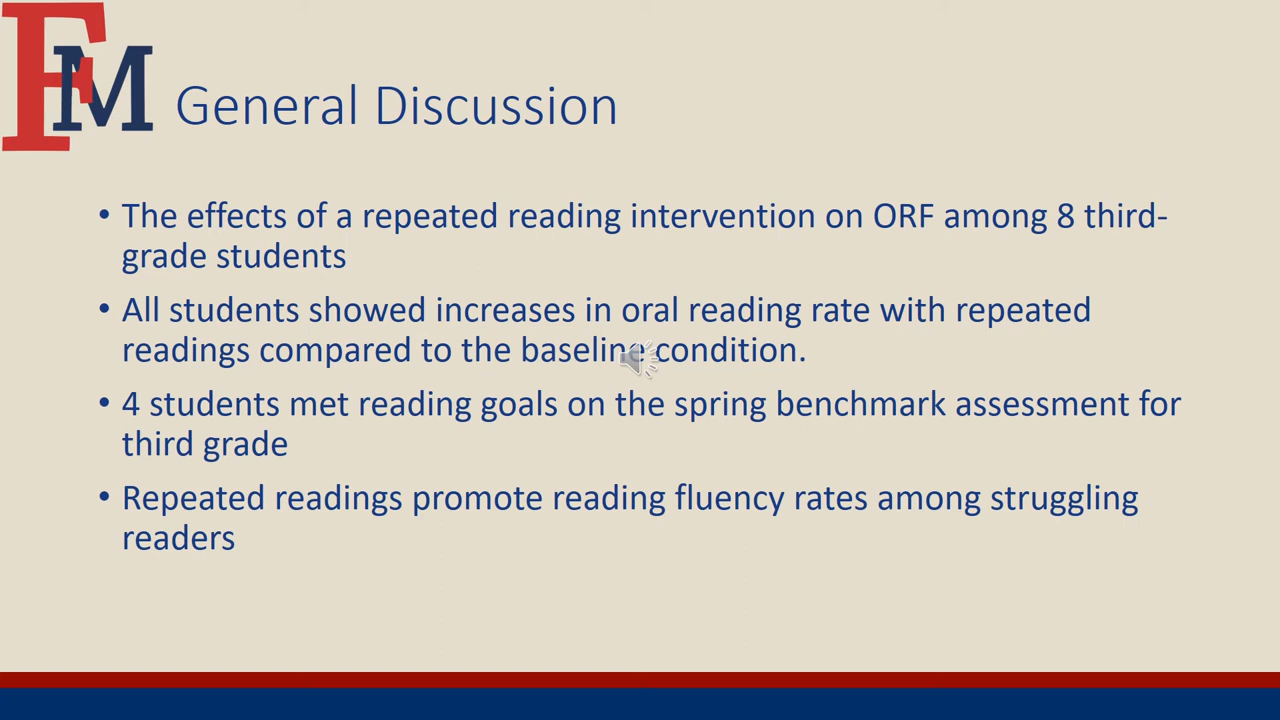 FM
General Discussion
• The effects of a repeated reading intervention on ORF among 8 third-
grade students
• All students showed increases in oral reading rate with repeated
readings compared to the baseline condition.
• 4 students met reading goals on the spring benchmark assessment for
third grade
• Repeated readings promote reading fluency rates among struggling
readers